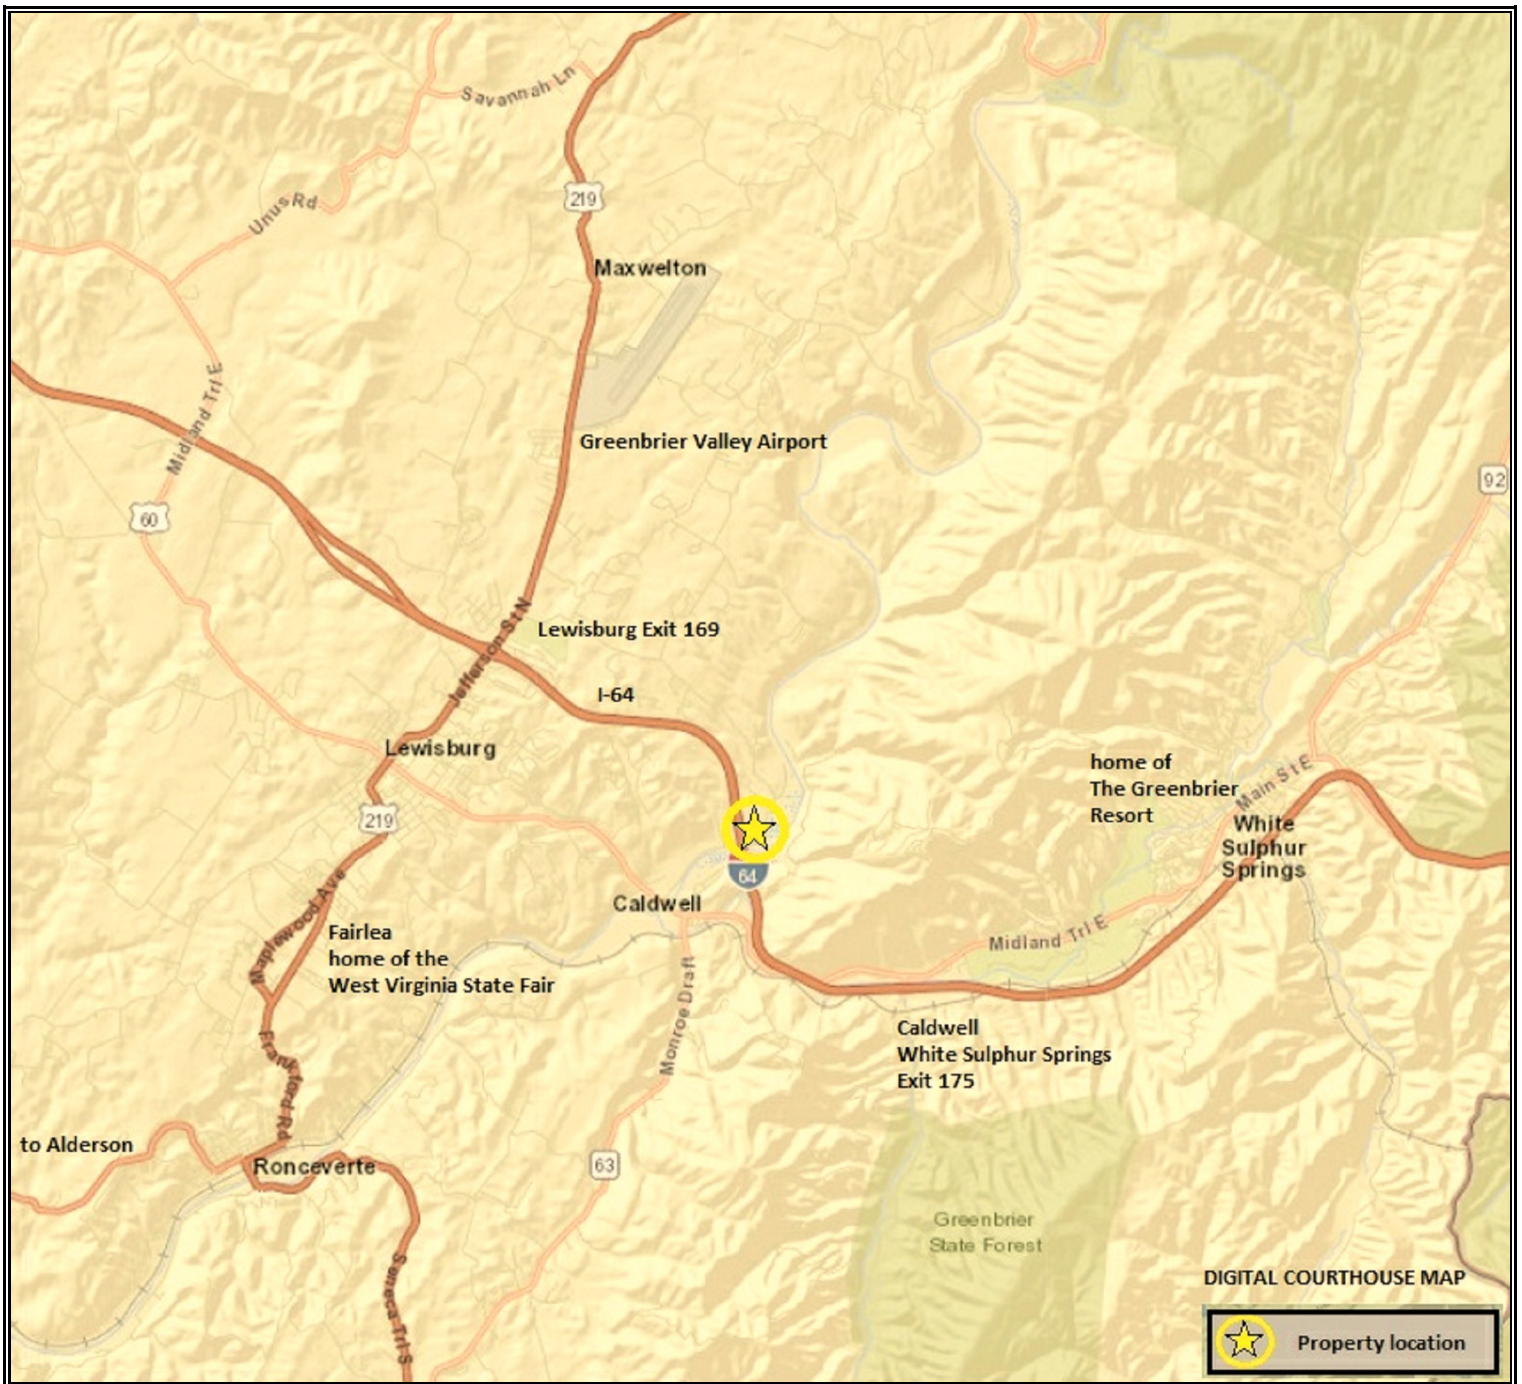 Savannah Ln
Unus Rd
219
Maxwelton
Midland Trl E
Greenbrier Valley Airport
92
60
Jefferson St N
Lewisburg Exit 169
I-64
Lewisburg
home of
The Greenbrier
Resort
Main St E
219
White
Sulphur
Springs
64
Maplewood Ave
Caldwell
Fairlea
home of the
West Virginia State Fair
Midland Trl E
Monroe Draft
Caldwell
White Sulphur Springs
Exit 175
Frankford Rd
to Alderson
Ronceverte
63
Greenbrier
State Forest
Seneca Trl S
DIGITAL COURTHOUSE MAP
Property location